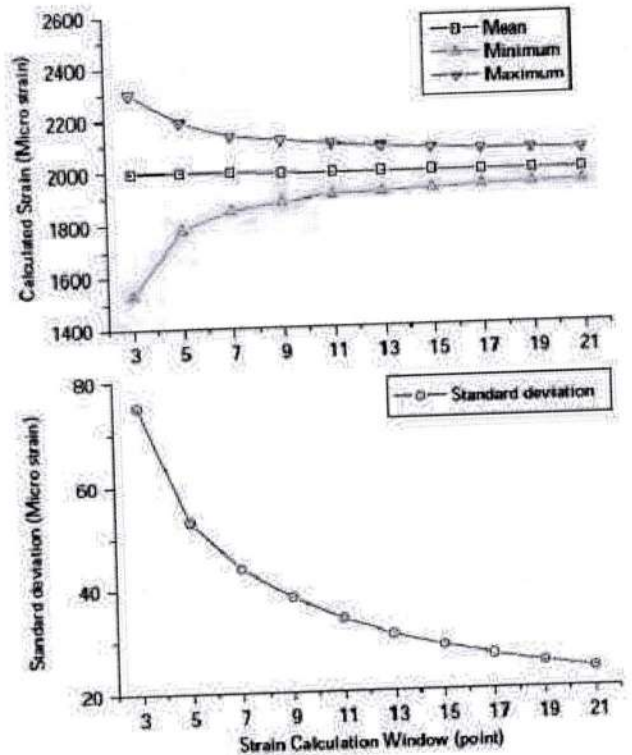 2600
2400
2200
2000
1800
1600
1400
Calculated Strain (Micro strain)
Mean
Minimum
Maximum
3 5 7 9 11 13 15 17 19 21
80
60
40
20
Standard deviation (Micro strain)
Standard deviation
3 5 7 9 11 13 15 17 19 21
Strain Calculation Window (point)